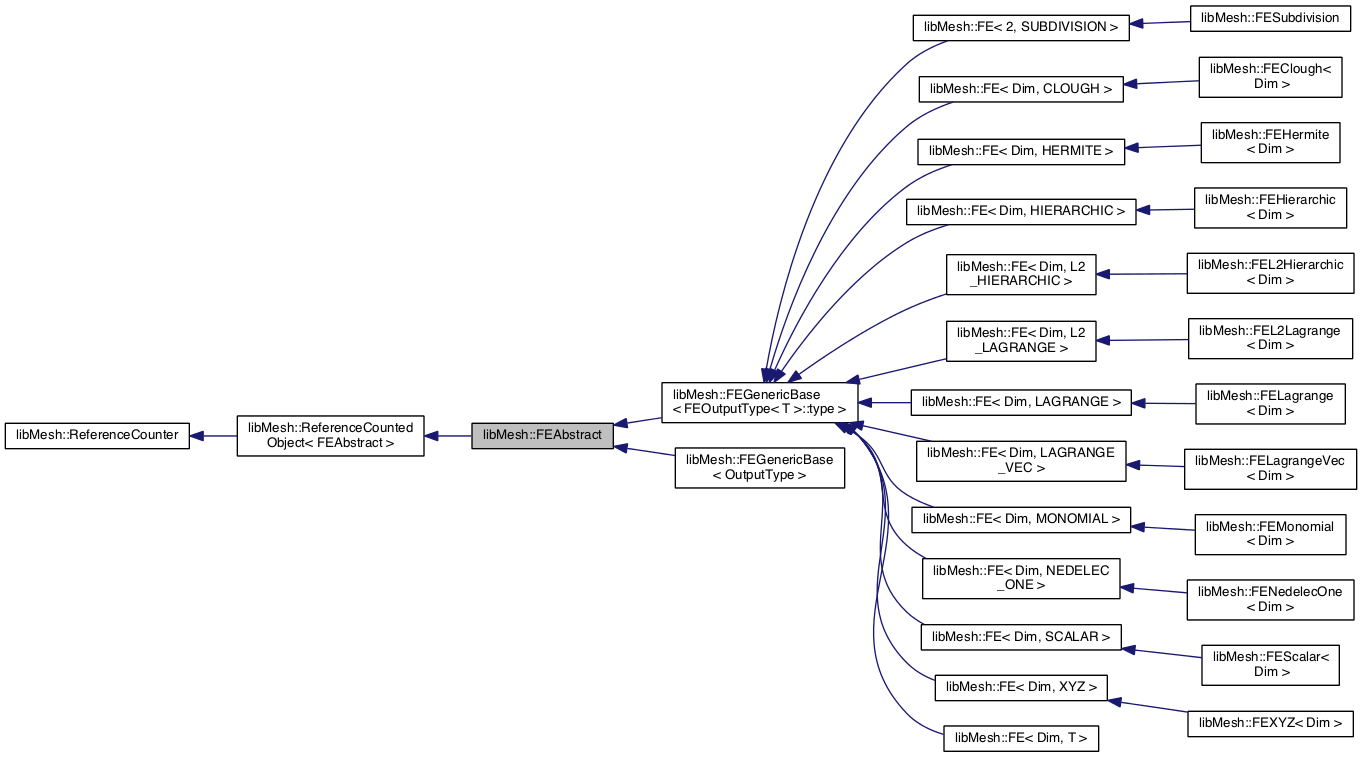 libMesh::ReferenceCounter
libMesh::ReferenceCounted
Object< FEAbstract >
libMesh::FEAbstract
libMesh::FEGenericBase
< FEOutputType< T >::type >
libMesh::FEGenericBase
< OutputType >
libMesh::FE< 2, SUBDIVISION >
libMesh::FE< Dim, CLOUGH >
libMesh::FE< Dim, HERMITE >
libMesh::FE< Dim, HIERARCHIC >
libMesh::FE< Dim, L2
_HIERARCHIC >
libMesh::FE< Dim, L2
_LAGRANGE >
libMesh::FE< Dim, LAGRANGE >
libMesh::FE< Dim, LAGRANGE
_VEC >
libMesh::FE< Dim, MONOMIAL >
libMesh::FE< Dim, NEDELEC
_ONE >
libMesh::FE< Dim, SCALAR >
libMesh::FE< Dim, XYZ >
libMesh::FE< Dim, T >
libMesh::FESubdivision
libMesh::FEClough<
Dim >
libMesh::FEHermite
< Dim >
libMesh::FEHierarchic
< Dim >
libMesh::FEL2Hierarchic
< Dim >
libMesh::FEL2Lagrange
< Dim >
libMesh::FELagrange
< Dim >
libMesh::FELagrangeVec
< Dim >
libMesh::FEMonomial
< Dim >
libMesh::FENedelecOne
< Dim >
libMesh::FEScalar<
Dim >
libMesh::FEXYZ< Dim >